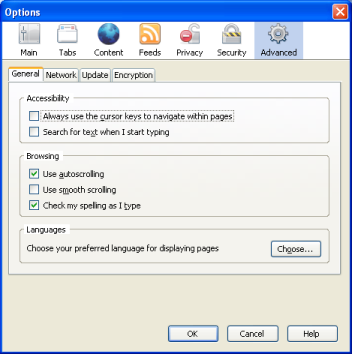 Options
Main Tabs Content Feeds Privacy Security Advanced
General Network Update Encryption
Accessibility
Always use the cursor keys to navigate within pages
Search for text when I start typing
Browsing
Use autoscrolling
Use smooth scrolling
Check my spelling as I type
Languages
Choose your preferred language for displaying pages Choose...
OK Cancel Help